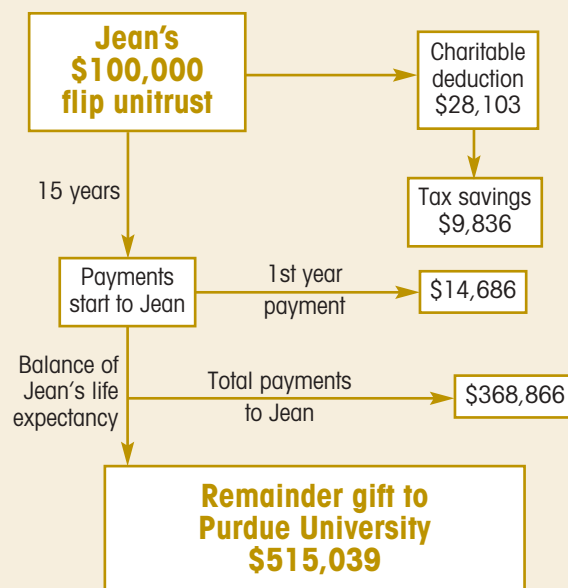 Jean’s
$100,000
flip unitrust
Charitable
deduction
$28,103
15 years
Tax savings
$9,836
Payments
start to Jean
1st year
payment
$14,686
Balance of
Jean’s life
expectancy
Total payments
to Jean
$368,866
Remainder gift to
Purdue University
$515,039